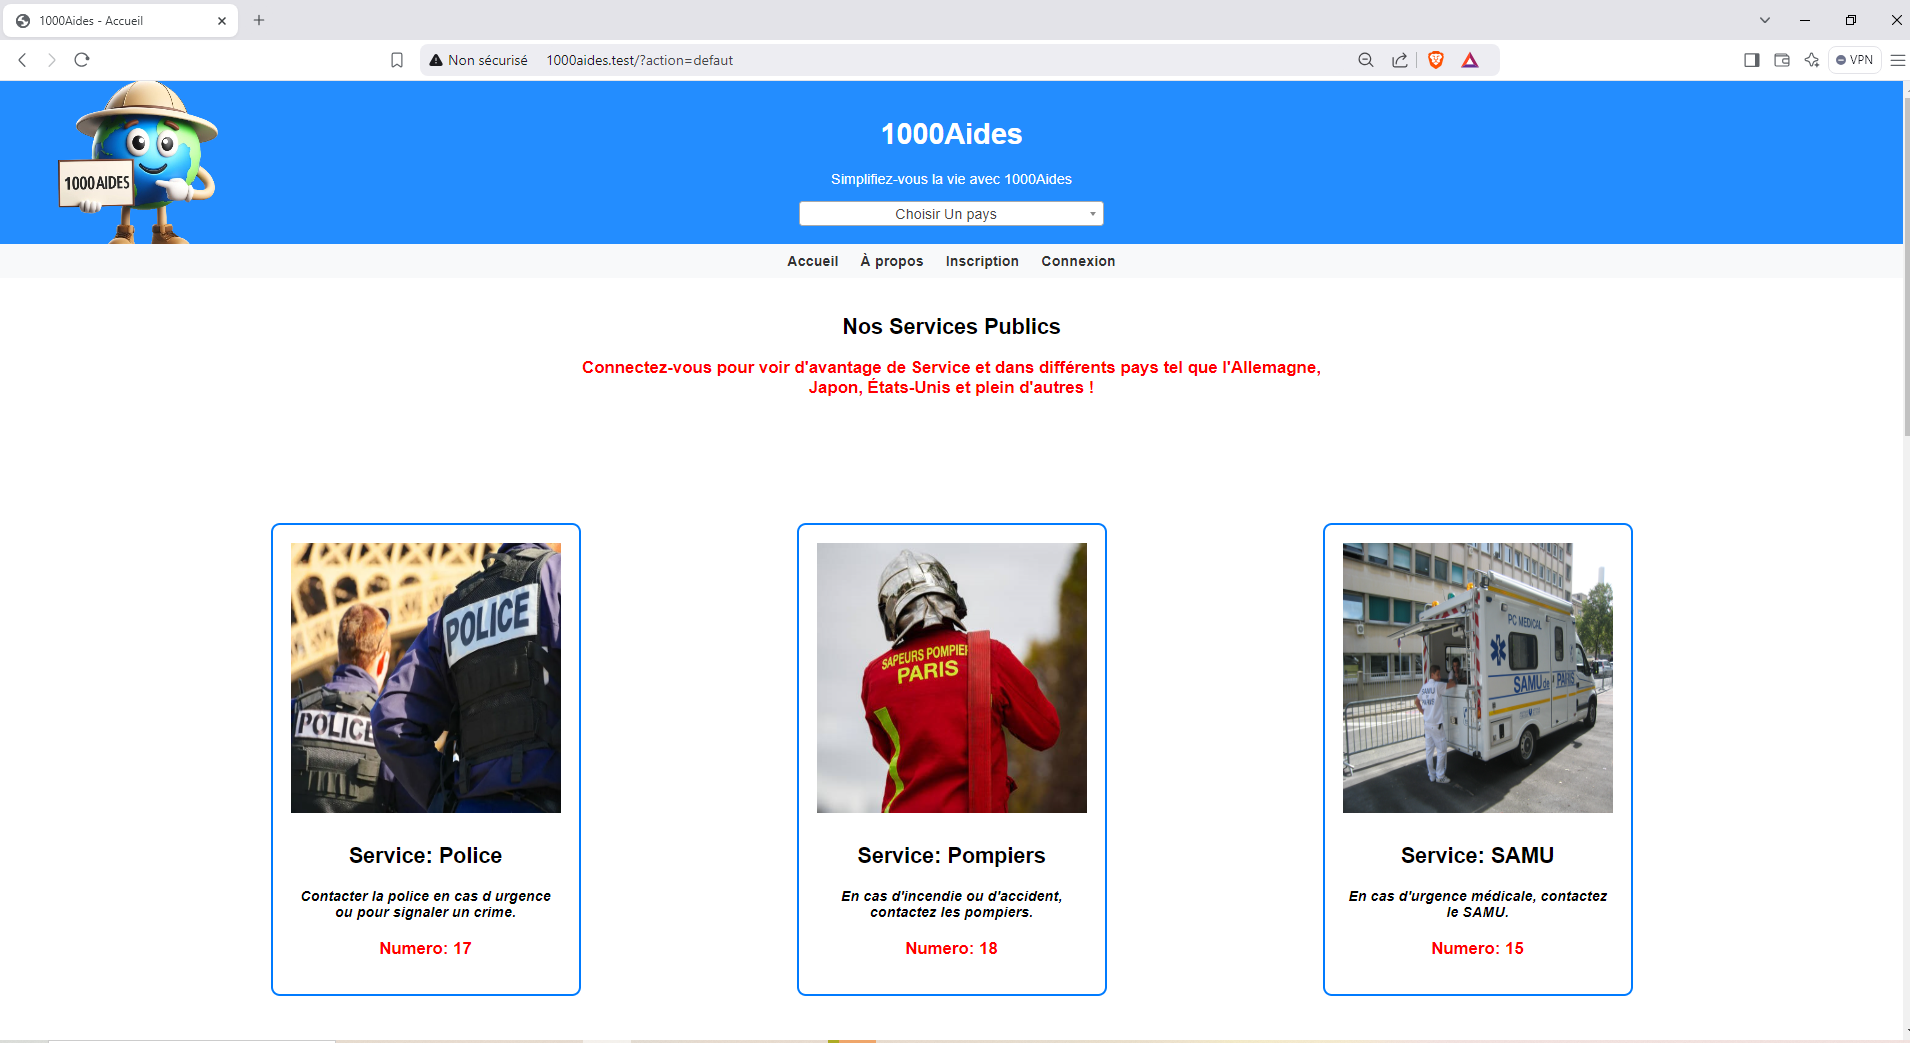 1000Aides - Accueil
Non sécurisé 1000aides.test/?action=defaut
VPN
1000 AIDES
1000Aides
Simplifiez-vous la vie avec 1000Aides
Choisir Un pays
Accueil À propos Inscription Connexion
Nos Services Publics
Connectez-vous pour voir d'avantage de Service et dans différents pays tel que l'Allemagne,
Japon, États-Unis et plein d'autres !
POLICE
POLICE
SAPEURS POMPIER
PARIS
PC MEDICAL
SAMU de PARIS
SAMU
Service: Police
Contacter la police en cas d urgence
ou pour signaler un crime.
Numero: 17
Service: Pompiers
En cas d'incendie ou d'accident,
contactez les pompiers.
Numero: 18
Service: SAMU
En cas d'urgence médicale, contactez
le SAMU.
Numero: 15